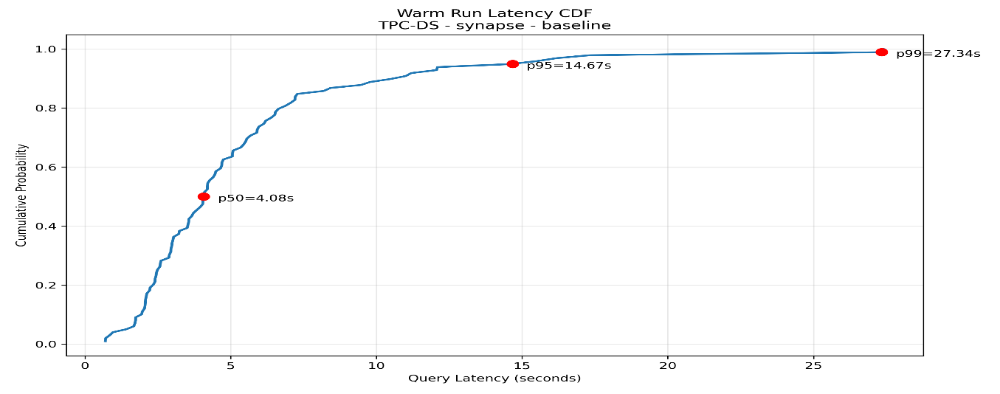 Warm Run Latency CDF
TPC-DS - synapse - baseline
1.0
0.8
0.6
0.4
0.2
0.0
Cumulative Probability
p50=4.08s
p95=14.67s
p99=27.34s
0 5 10 15 20 25
Query Latency (seconds)